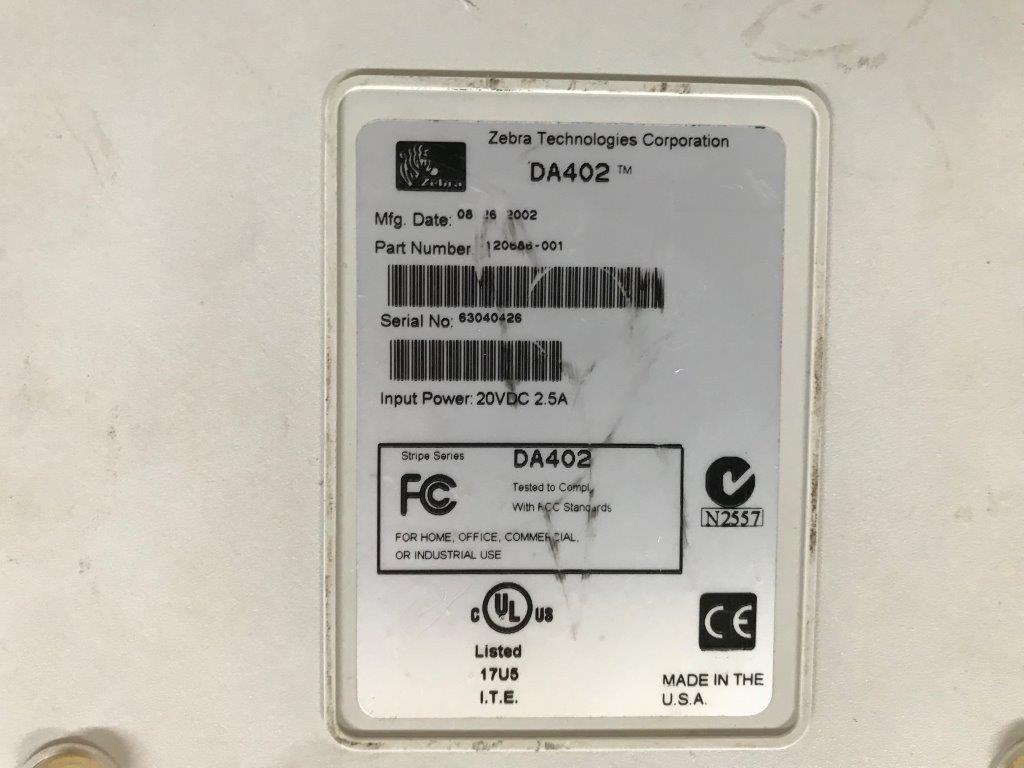 Zebra Technologies Corporation
Zebra
DA402 ™
Mfg. Date: 08 26 2002
Part Number 120686-001
Serial No: 63040426
Input Power: 20VDC 2.5A
Stripe Series
DA402
FC
Tested to Comply
With FCC Standards
FOR HOME, OFFICE, COMMERCIAL,
OR INDUSTRIAL USE
N2557
C UL US
Listed
17U5
I.T.E.
CE
MADE IN THE
U.S.A.